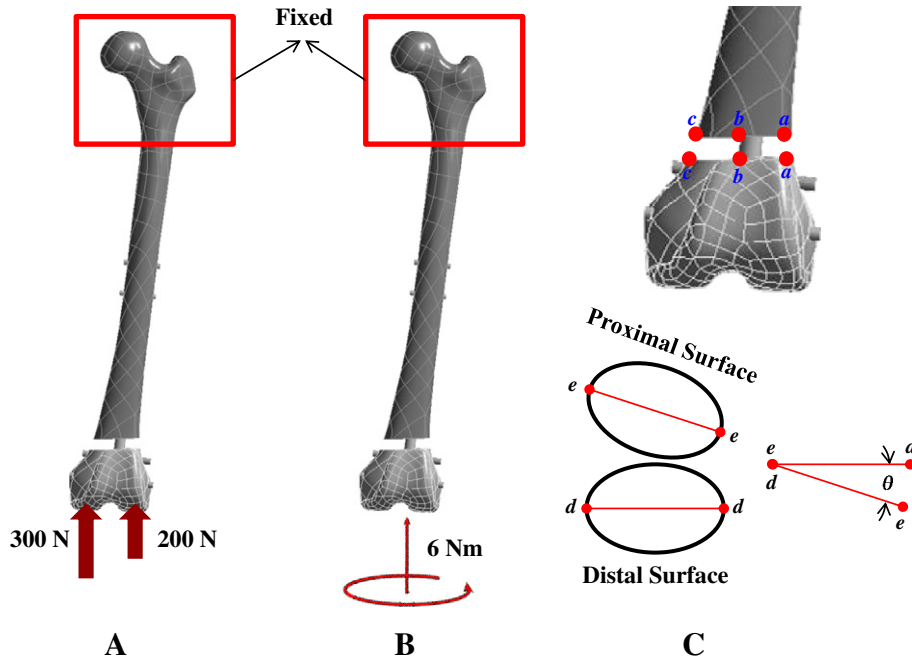 Fixed
c b a
c b a
Proximal Surface
e
e
d d
Distal Surface
e
d
d
θ
e
300 N
200 N
6 Nm
A
B
C